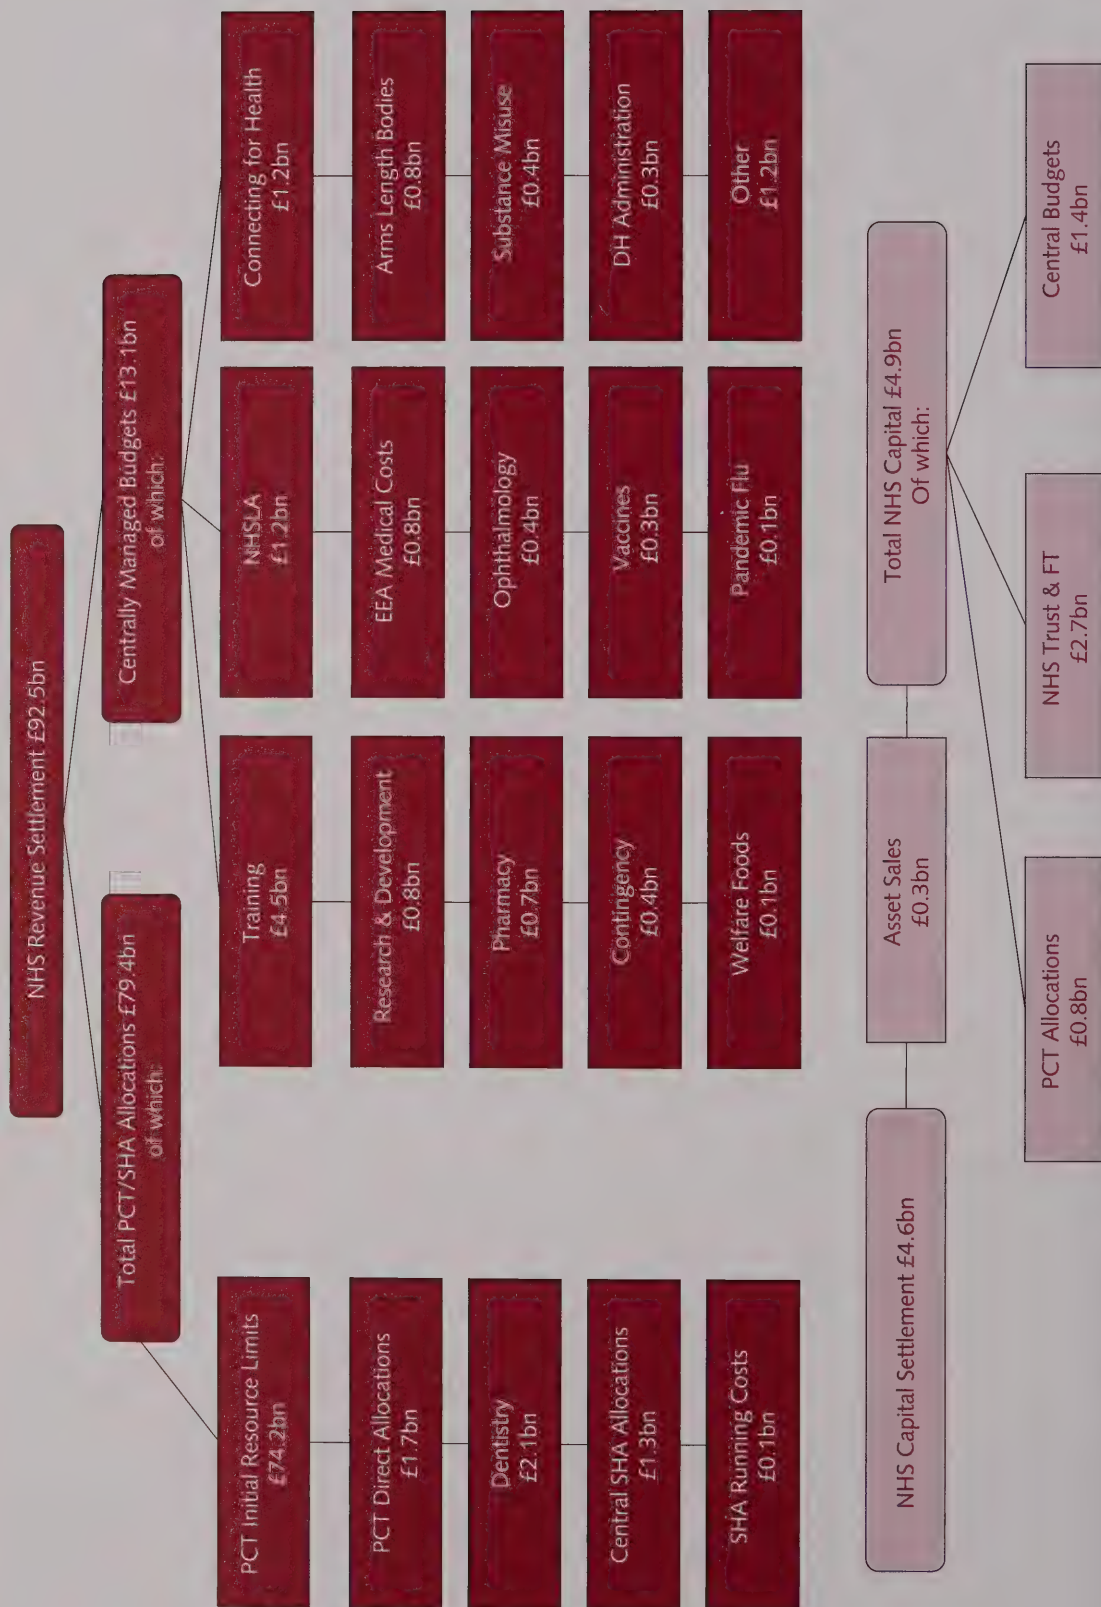 NHS Revenue Settlement £92.5bn
Total PCT/SHA Allocations £79.4bn
of which:
Centrally Managed Budgets £13.1bn
of which:
PCT Initial Resource Limits
£74.2bn
PCT Direct Allocations
£1.7bn
Dentistry
£2.1bn
Central SHA Allocations
£1.3bn
SHA Running Costs
£0.1bn
Training
£4.5bn
Research & Development
£0.8bn
Pharmacy
£0.7bn
Contingency
£0.4bn
Welfare Foods
£0.1bn
NHSLA
£1.2bn
EEA Medical Costs
£0.8bn
Ophthalmology
£0.4bn
Vaccines
£0.3bn
Pandemic Flu
£0.1bn
Connecting for Health
£1.2bn
Arms Length Bodies
£0.8bn
Substance Misuse
£0.4bn
DH Administration
£0.3bn
Other
£1.2bn
NHS Capital Settlement £4.6bn
Asset Sales
£0.3bn
Total NHS Capital £4.9bn
Of which:
PCT Allocations
£0.8bn
NHS Trust & FT
£2.7bn
Central Budgets
£1.4bn